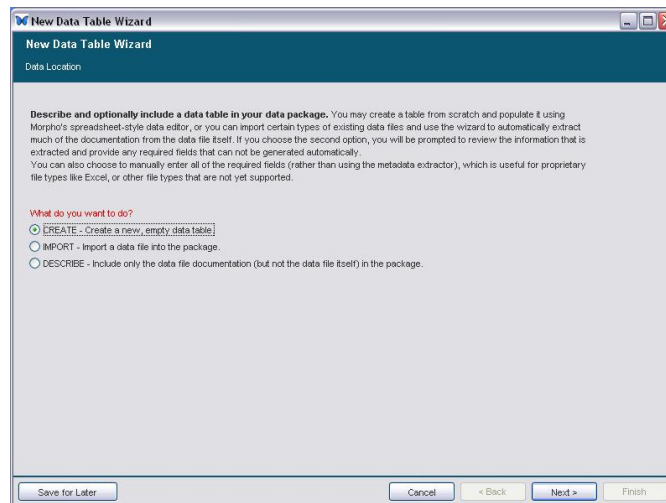 New Data Table Wizard
New Data Table Wizard
Data Location
Describe and optionally include a data table in your data package. You may create a table from scratch and populate it using
Morpho's spreadsheet-style data editor, or you can import certain types of existing data files and use the wizard to automatically extract
much of the documentation from the data file itself. If you choose the second option, you will be prompted to review the information that is
extracted and provide any required fields that can not be generated automatically.
You can also choose to manually enter all of the required fields (rather than using the metadata extractor), which is useful for proprietary
file types like Excel, or other file types that are not yet supported.
What do you want to do?
CREATE - Create a new, empty data table.
IMPORT - Import a data file into the package.
DESCRIBE - Include only the data file documentation (but not the data file itself) in the package.
Save for Later
Cancel
< Back
Next >
Finish